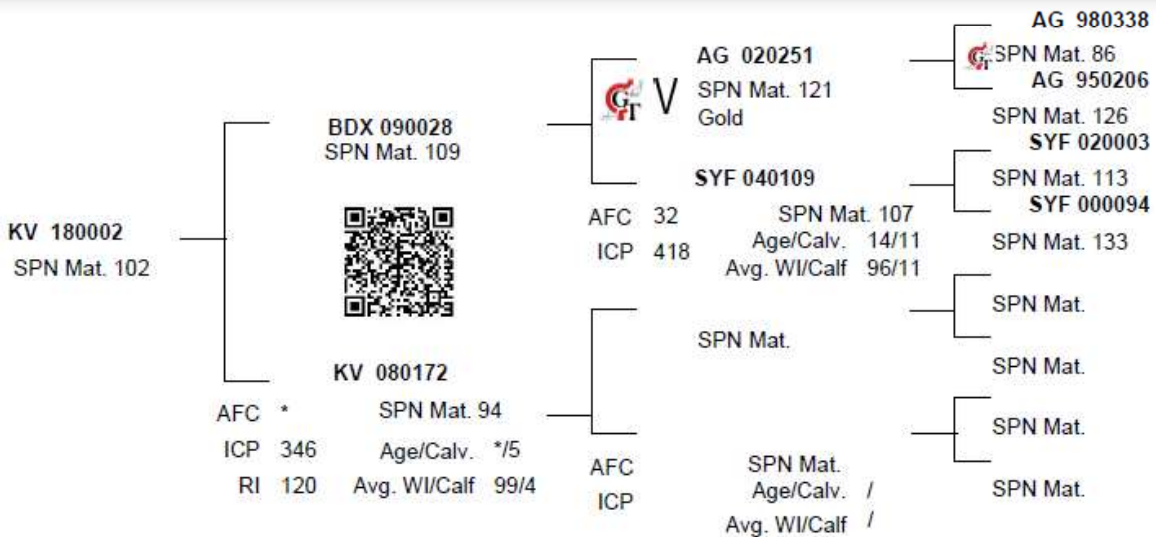 KV 180002
SPN Mat. 102
BDX 090028
SPN Mat. 109
KV 080172
AFC * SPN Mat. 94
ICP 346 Age/Calv. */5
RI 120 Avg. WI/Calf 99/4
GT V
AG 020251
SPN Mat. 121
Gold
SYF 040109
AFC 32 SPN Mat. 107
ICP 418 Age/Calv. 14/11
Avg. WI/Calf 96/11
SPN Mat.
AFC SPN Mat.
ICP Age/Calv. /
Avg. WI/Calf /
AG 980338
GT SPN Mat. 86
AG 950206
SPN Mat. 126
SYF 020003
SPN Mat. 113
SYF 000094
SPN Mat. 133
SPN Mat.
SPN Mat.
SPN Mat.
SPN Mat.